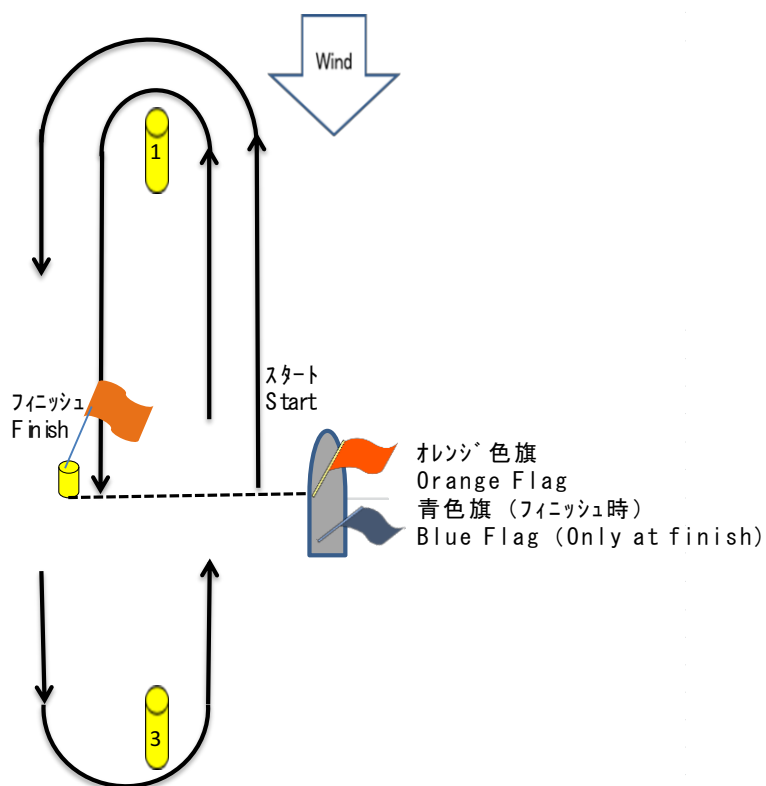 Wind
1
スタート
Start
フィニッシュ
Finish
オレンジ色旗
Orange Flag
青色旗（フィニッシュ時）
Blue Flag (Only at finish)
3